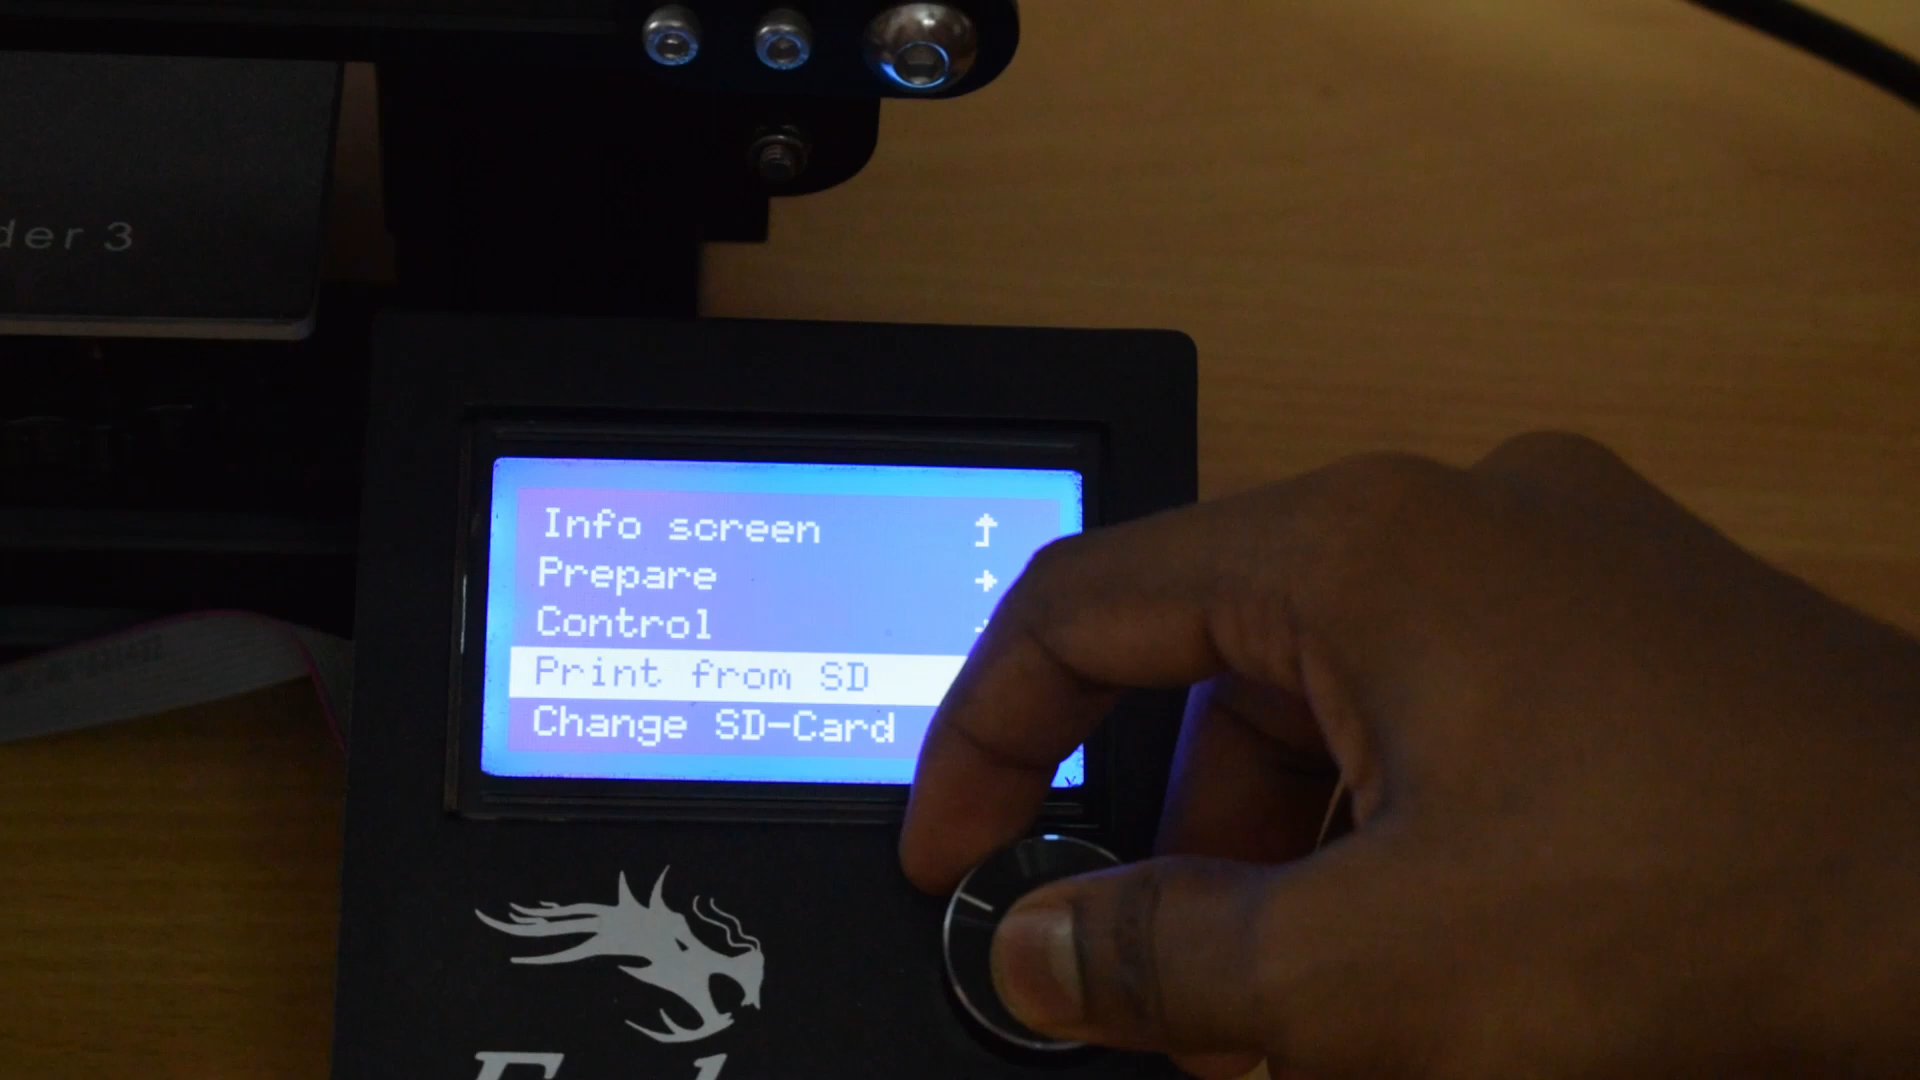 der 3
Info screen
Prepare
Control
Print from SD
Change SD-Card